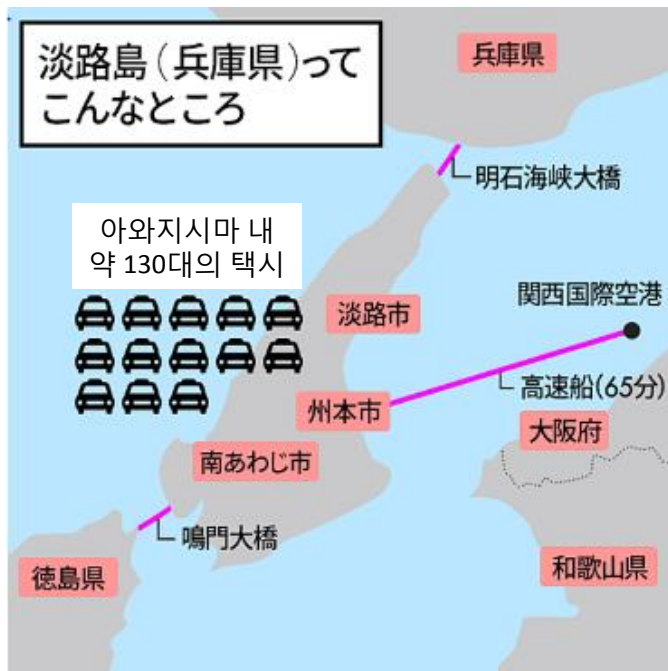 淡路島(兵庫県)って
こんなところ
兵庫県
明石海峡大橋
아와지시마 내
약 130대의 택시
関西国際空港
淡路市
高速船(65分)
州本市
大阪府
南あわじ市
鳴門大橋
徳島県
和歌山県